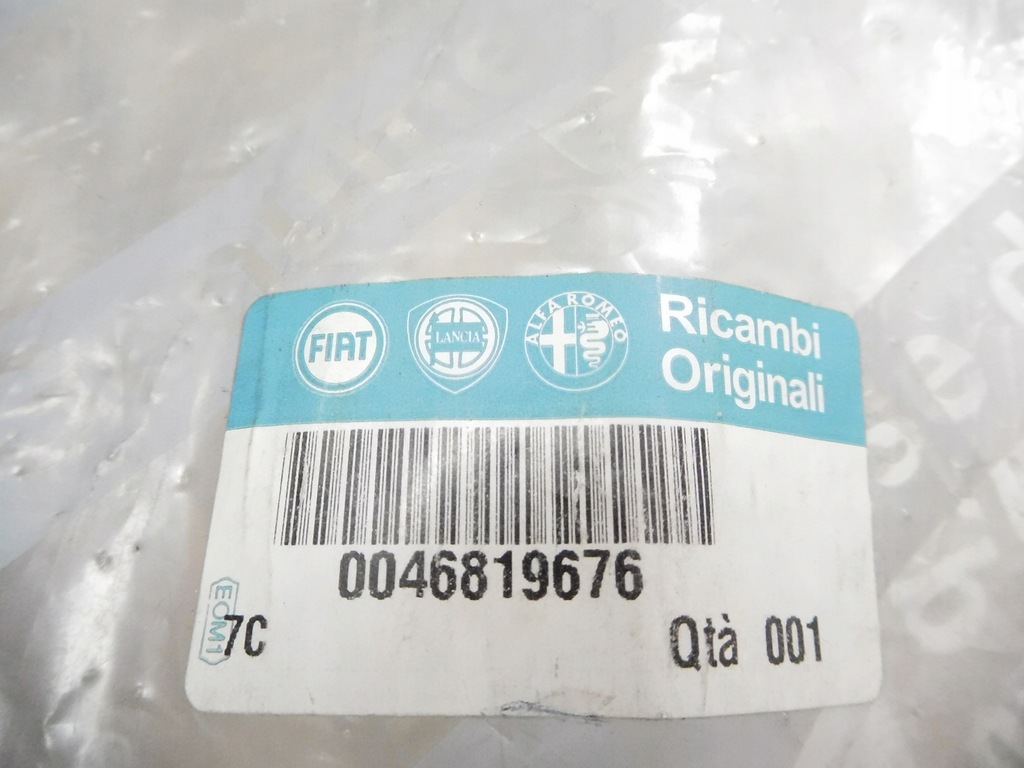 FIAT
LANCIA
ALFA ROMEO
Ricambi
Originali
0046819676
EOM1
7C
Qtà 001